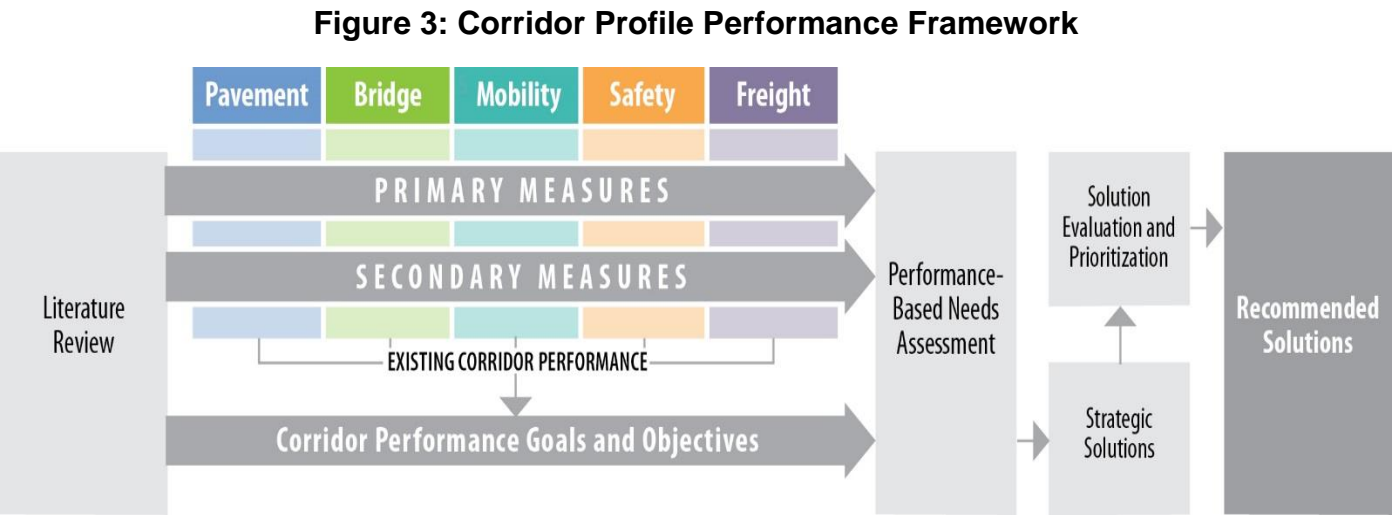 Figure 3: Corridor Profile Performance Framework
Pavement
Bridge
Mobility
Safety
Freight
Literature
Review
PRIMARY MEASURES
SECONDARY MEASURES
EXISTING CORRIDOR PERFORMANCE
Corridor Performance Goals and Objectives
Performance-
Based Needs
Assessment
Strategic
Solutions
Solution
Evaluation and
Prioritization
Recommended
Solutions